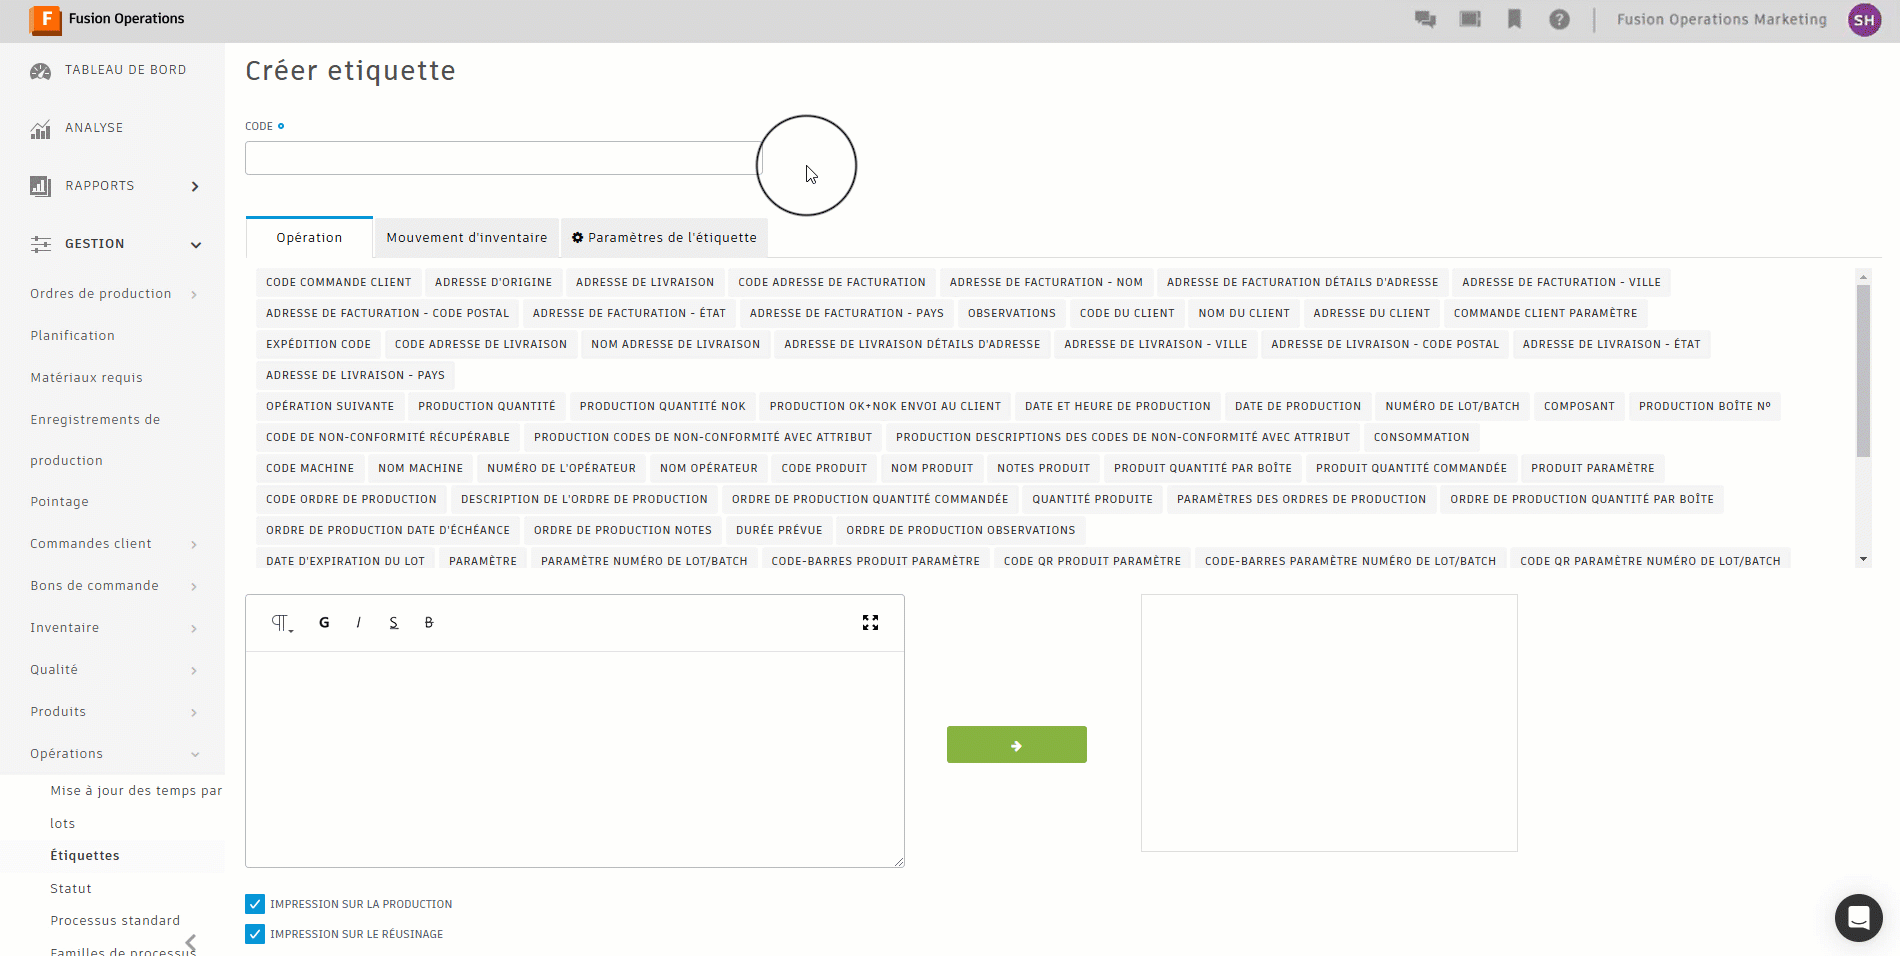 F Fusion Operations
Fusion Operations Marketing SH
TABLEAU DE BORD
ANALYSE
RAPPORTS
GESTION
Ordres de production
Planification
Matériaux requis
Enregistrements de
production
Pointage
Commandes client
Bons de commande
Inventaire
Qualité
Produits
Opérations
Mise à jour des temps par
lots
Étiquettes
Statut
Processus standard
Familles de processus
Créer etiquette
CODE
Opération Mouvement d'inventaire Paramètres de l'étiquette
CODE COMMANDE CLIENT ADRESSE D'ORIGINE ADRESSE DE LIVRAISON CODE ADRESSE DE FACTURATION ADRESSE DE FACTURATION - NOM ADRESSE DE FACTURATION DÉTAILS D'ADRESSE ADRESSE DE FACTURATION - VILLE
ADRESSE DE FACTURATION - CODE POSTAL ADRESSE DE FACTURATION - ÉTAT ADRESSE DE FACTURATION - PAYS OBSERVATIONS CODE DU CLIENT NOM DU CLIENT ADRESSE DU CLIENT COMMANDE CLIENT PARAMÈTRE
EXPÉDITION CODE CODE ADRESSE DE LIVRAISON NOM ADRESSE DE LIVRAISON ADRESSE DE LIVRAISON DÉTAILS D'ADRESSE ADRESSE DE LIVRAISON - VILLE ADRESSE DE LIVRAISON - CODE POSTAL ADRESSE DE LIVRAISON - ÉTAT
ADRESSE DE LIVRAISON - PAYS
OPÉRATION SUIVANTE PRODUCTION QUANTITÉ PRODUCTION QUANTITÉ NOK PRODUCTION OK+NOK ENVOI AU CLIENT DATE ET HEURE DE PRODUCTION DATE DE PRODUCTION NUMÉRO DE LOT/BATCH COMPOSANT PRODUCTION BOÎTE Nº
CODE DE NON-CONFORMITÉ RÉCUPÉRABLE PRODUCTION CODES DE NON-CONFORMITÉ AVEC ATTRIBUT PRODUCTION DESCRIPTIONS DES CODES DE NON-CONFORMITÉ AVEC ATTRIBUT CONSOMMATION
CODE MACHINE NOM MACHINE NUMÉRO DE L'OPÉRATEUR NOM OPÉRATEUR CODE PRODUIT NOM PRODUIT NOTES PRODUIT PRODUIT QUANTITÉ PAR BOÎTE PRODUIT QUANTITÉ COMMANDÉE PRODUIT PARAMÈTRE
CODE ORDRE DE PRODUCTION DESCRIPTION DE L'ORDRE DE PRODUCTION ORDRE DE PRODUCTION QUANTITÉ COMMANDÉE QUANTITÉ PRODUITE PARAMÈTRES DES ORDRES DE PRODUCTION ORDRE DE PRODUCTION QUANTITÉ PAR BOÎTE
ORDRE DE PRODUCTION DATE D'ÉCHÉANCE ORDRE DE PRODUCTION NOTES DURÉE PRÉVUE ORDRE DE PRODUCTION OBSERVATIONS
DATE D'EXPIRATION DU LOT PARAMÈTRE PARAMÈTRE NUMÉRO DE LOT/BATCH CODE-BARRES PRODUIT PARAMÈTRE CODE QR PRODUIT PARAMÈTRE CODE-BARRES PARAMÈTRE NUMÉRO DE LOT/BATCH CODE QR PARAMÈTRE NUMÉRO DE LOT/BATCH
G I S B
IMPRESSION SUR LA PRODUCTION
IMPRESSION SUR LE RÉUSINAGE